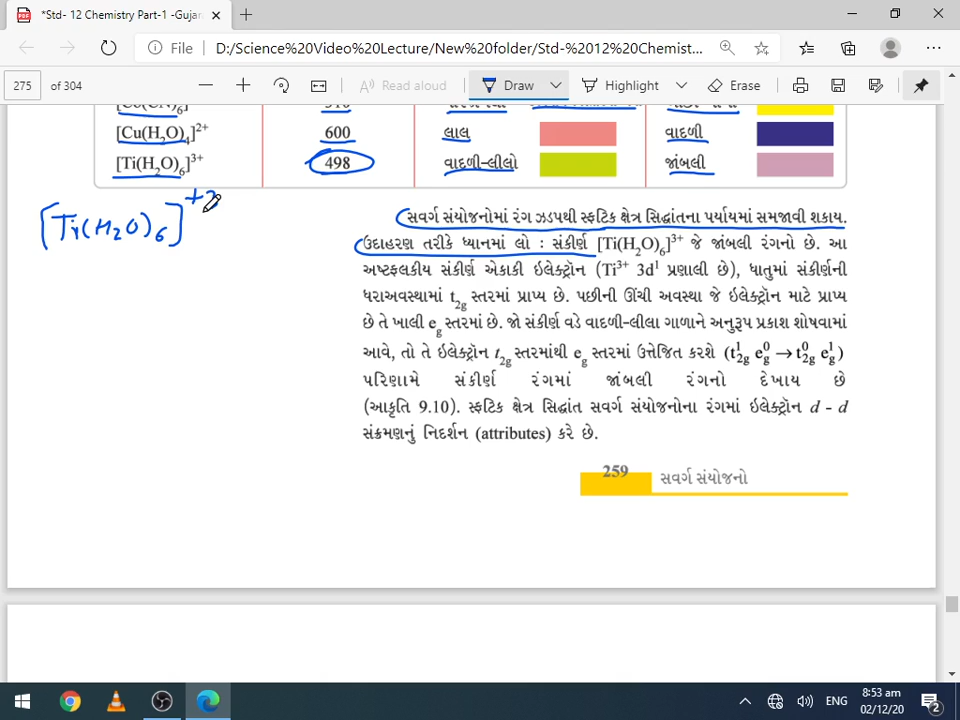 *Std- 12 Chemistry Part-1 -Gujar
File D:/Science%20Video%20Lecture/New%20folder/Std-%2012%20Chemist...
275 of 304 Read aloud Draw Highlight Erase
[Cu(H₂O)₄]²⁺ 600 લાલ વાદળી
[Ti(H₂O)₆]³⁺ 498 વાદળી-લીલો જાંબલી
[Ti(H₂O)₆]
સવર્ગ સંયોજનોમાં રંગ ઝડપથી સ્ફટિક ક્ષેત્ર સિદ્ધાંતના પર્યાયમાં સમજાવી શકાય.
ઉદાહરણ તરીકે ધ્યાનમાં લો : સંકીર્ણ [Ti(H₂O)₆]³⁺ જે જાંબલી રંગનો છે. આ
અષ્ટફલકીય સંકીર્ણ એકાકી ઇલેક્ટ્રૉન (Ti³⁺ 3d¹ પ્રણાલી છે), ધાતુમાં સંકીર્ણની
ધરાઅવસ્થામાં t₂g સ્તરમાં પ્રાપ્ય છે. પછીની ઊંચી અવસ્થા જે ઇલેક્ટ્રૉન માટે પ્રાપ્ય
છે તે ખાલી eg સ્તરમાં છે. જો સંકીર્ણ વડે વાદળી-લીલા ગાળાને અનુરૂપ પ્રકાશ શોષવામાં
આવે, તો તે ઇલેક્ટ્રૉન t₂g સ્તરમાંથી eg સ્તરમાં ઉત્તેજિત કરશે (t₂g¹ eg⁰ → t₂g⁰ eg¹)
પરિણામે સંકીર્ણ રંગમાં જાંબલી રંગનો દેખાય છે
(આકૃતિ 9.10). સ્ફટિક ક્ષેત્ર સિદ્ધાંત સવર્ગ સંયોજનોના રંગમાં ઇલેક્ટ્રૉન d - d
સંક્રમણનું નિદર્શન (attributes) કરે છે.
259 સવર્ગ સંયોજનો
ENG 8:53 am
02/12/20 2